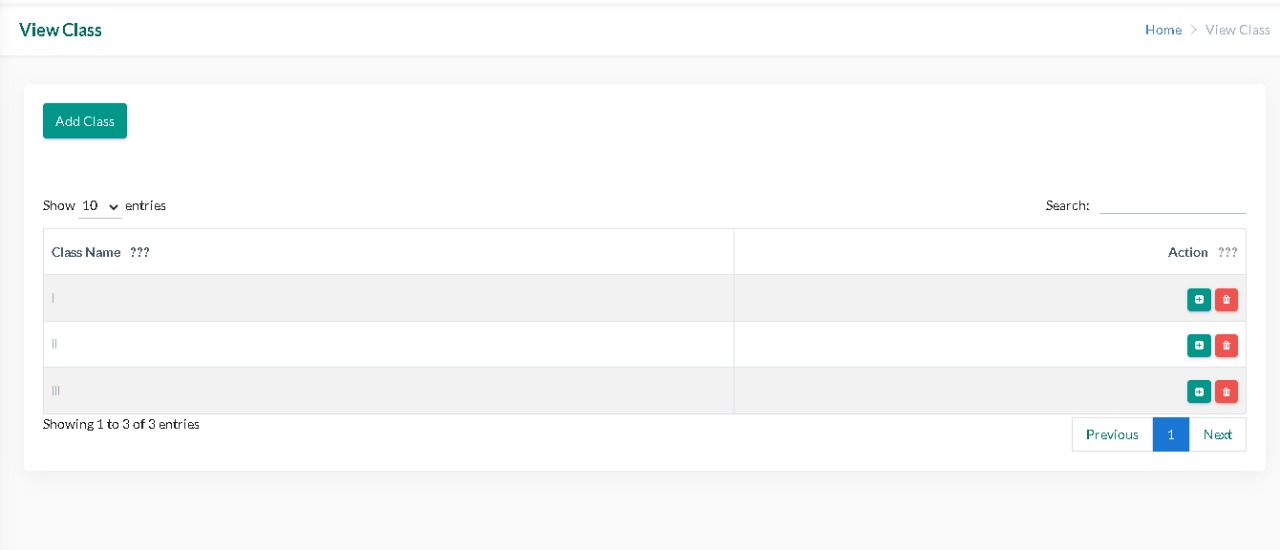 View Class
Home > View Class
Add Class
Show 10 entries
Search:
Class Name ???
Action ???
I
II
III
Showing 1 to 3 of 3 entries
Previous 1 Next